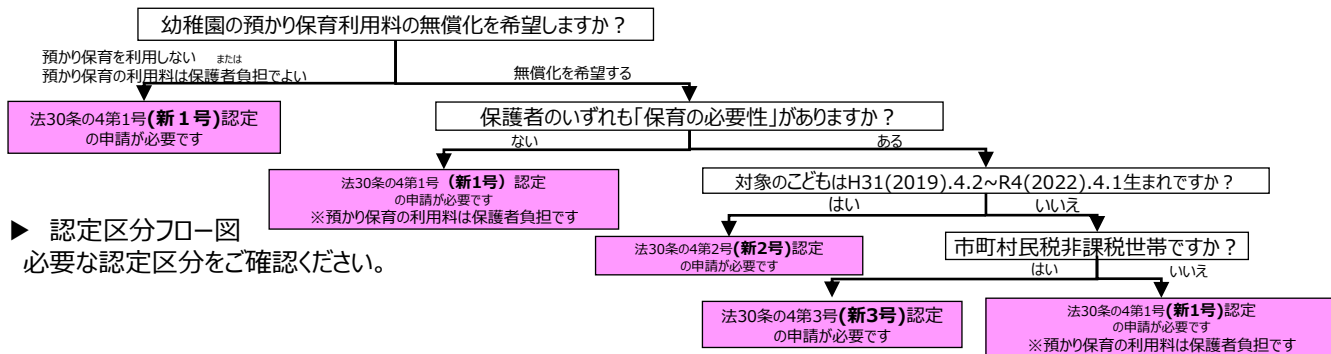 幼稚園の預かり保育利用料の無償化を希望しますか？
預かり保育を利用しない または
預かり保育の利用料は保護者負担でよい
無償化を希望する
法30条の4第1号(新１号)認定
の申請が必要です
保護者のいずれも「保育の必要性」がありますか？
ない
ある
法30条の4第1号（新1号）認定
の申請が必要です
※預かり保育の利用料は保護者負担です
対象のこどもはH31(2019).4.2~R4(2022).4.1生まれですか？
はい
いいえ
▶ 認定区分フロー図
必要な認定区分をご確認ください。
法30条の4第2号(新2号)認定
の申請が必要です
市町村民税非課税世帯ですか？
はい
いいえ
法30条の4第3号(新3号)認定
の申請が必要です
法30条の4第1号(新1号)認定
の申請が必要です
※預かり保育の利用料は保護者負担です